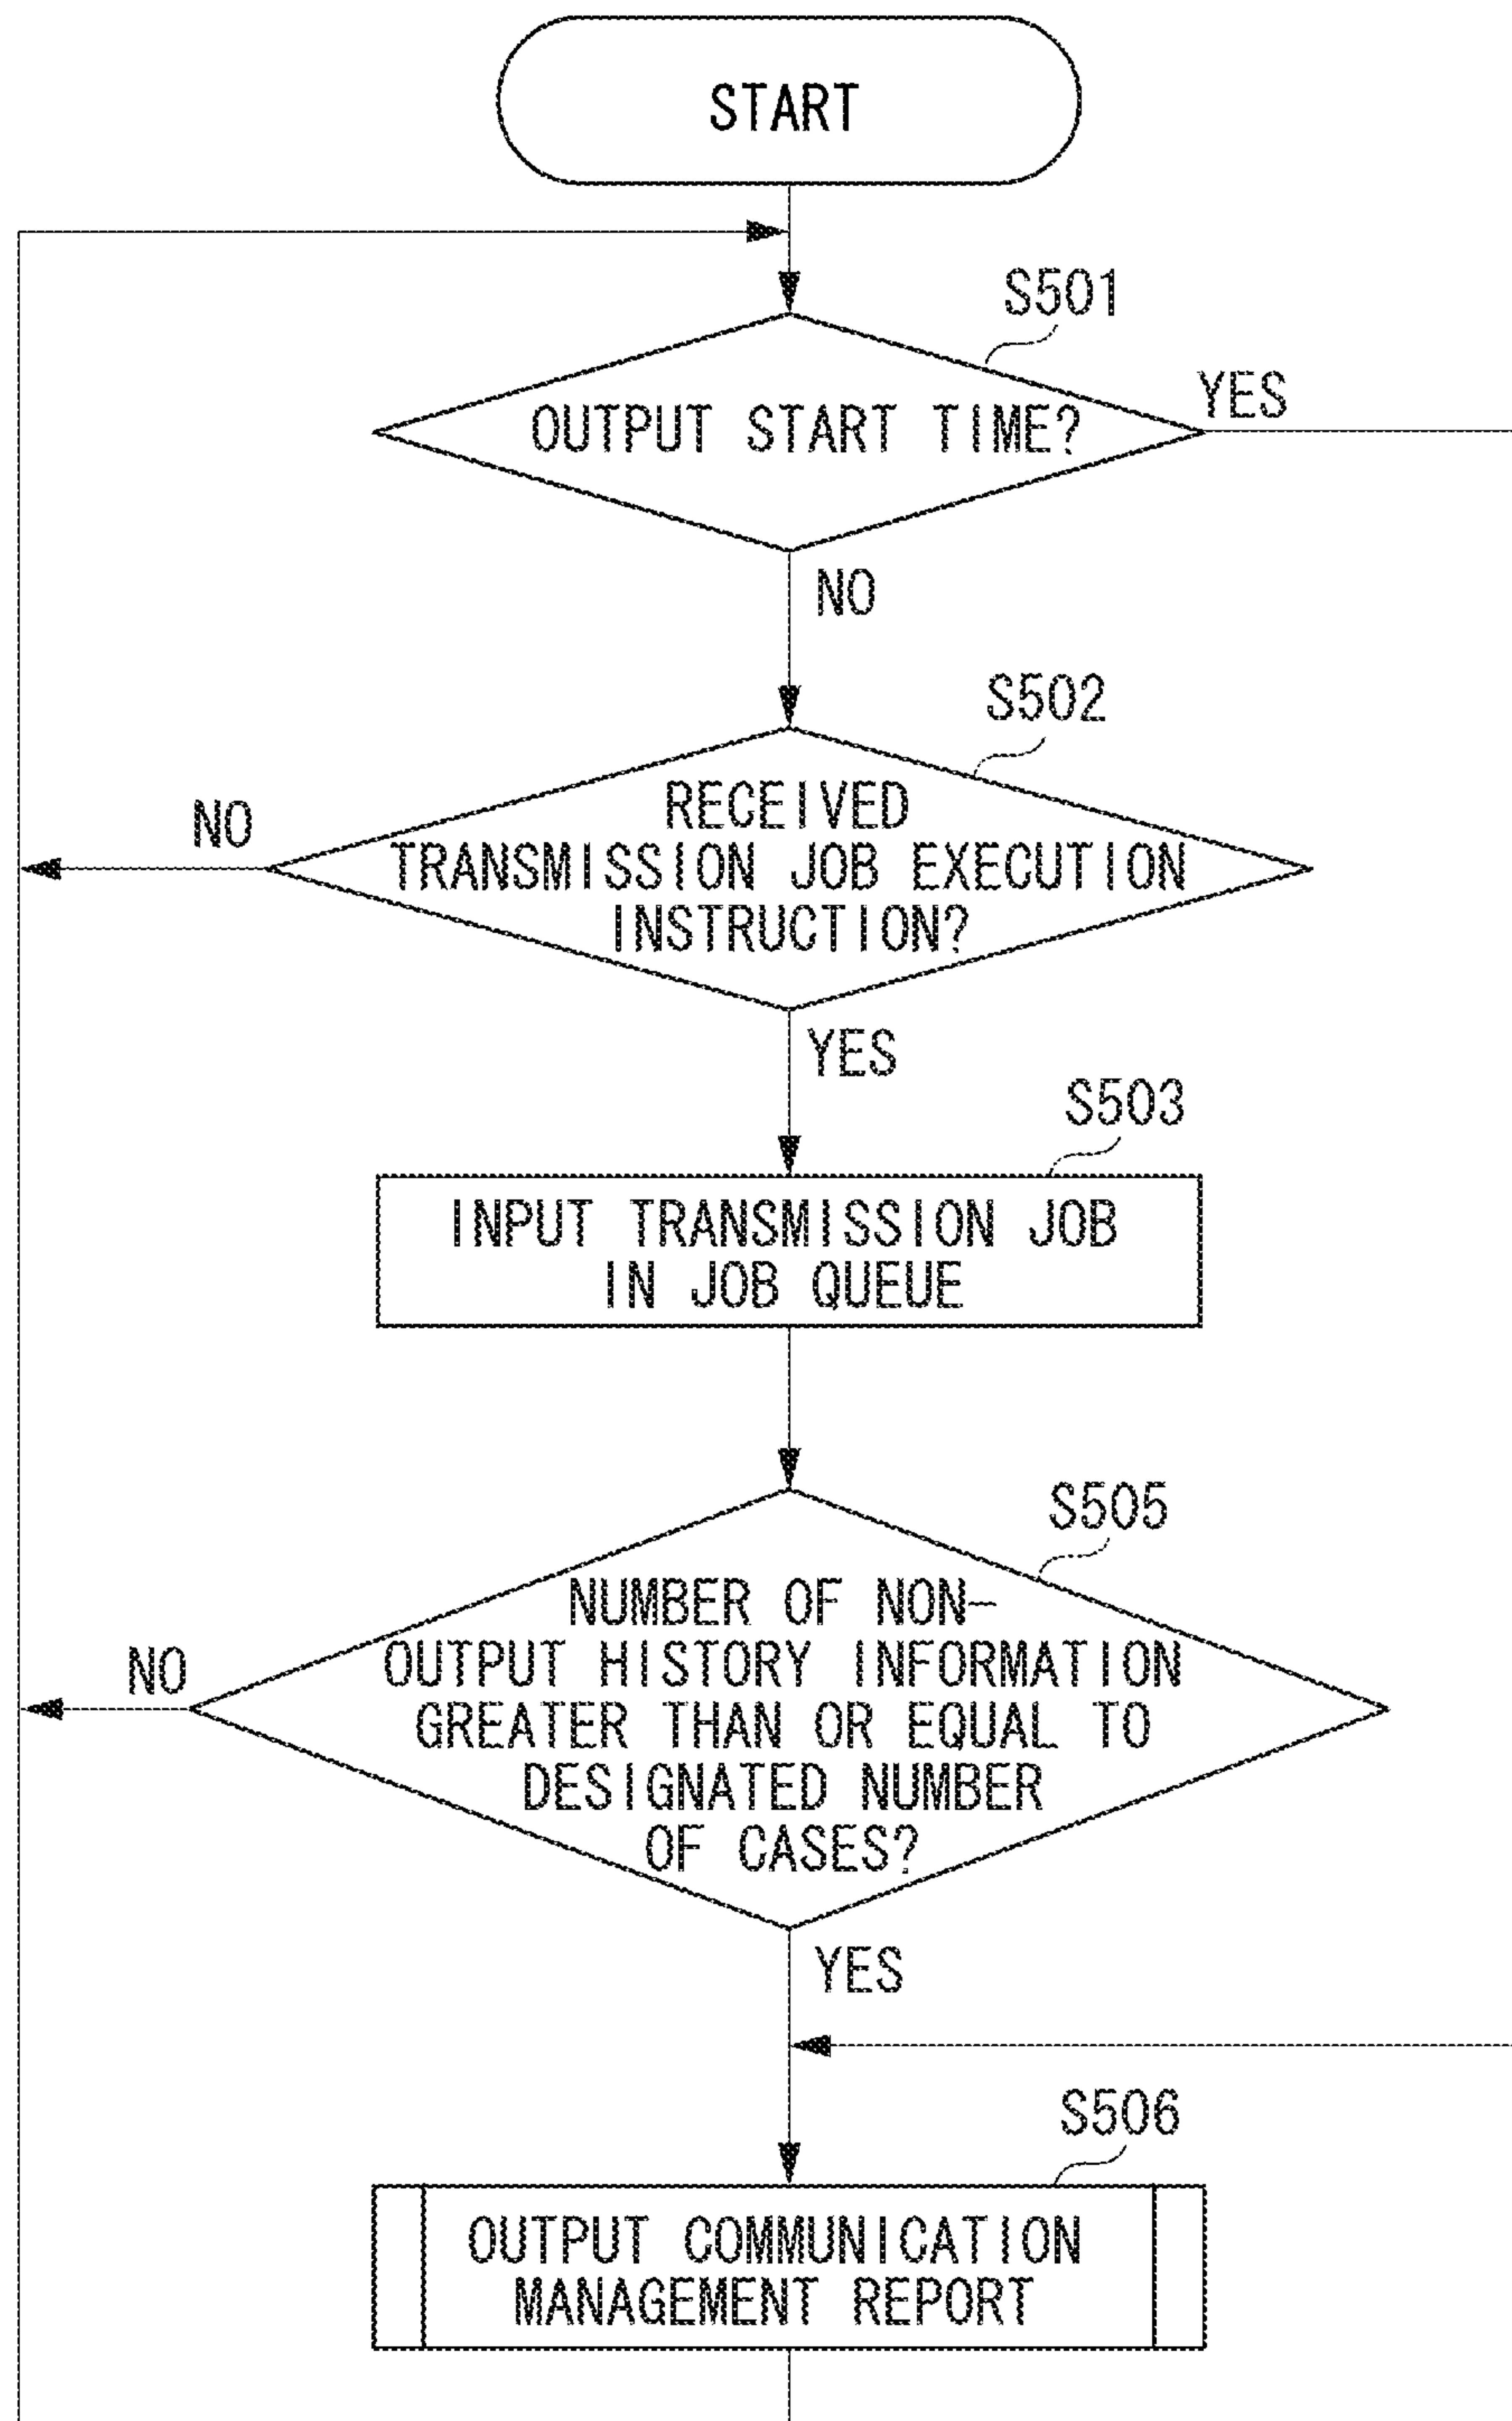 START
S501
OUTPUT START TIME?
YES
NO
S502
RECEIVED
TRANSMISSION JOB EXECUTION
INSTRUCTION?
NO
YES
S503
INPUT TRANSMISSION JOB
IN JOB QUEUE
S505
NUMBER OF NON-
OUTPUT HISTORY INFORMATION
GREATER THAN OR EQUAL TO
DESIGNATED NUMBER
OF CASES?
NO
YES
S506
OUTPUT COMMUNICATION
MANAGEMENT REPORT